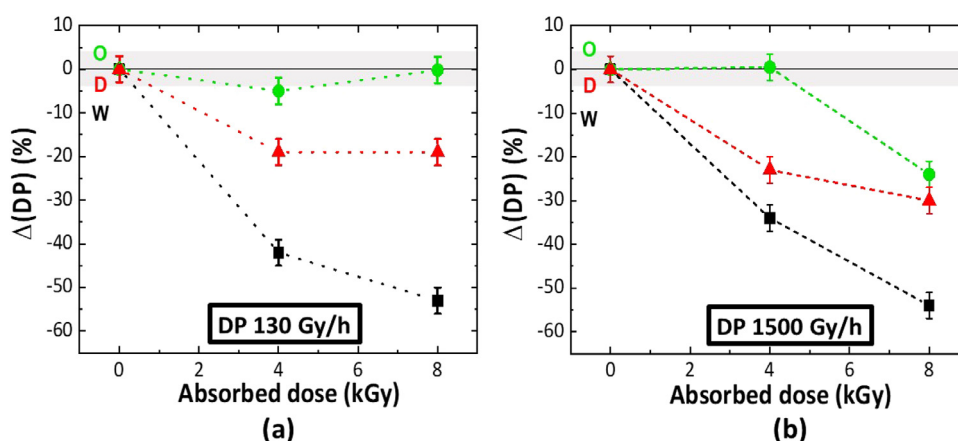 Δ(DP) (%)
10
0
-10
-20
-30
-40
-50
-60
O
D
W
DP 130 Gy/h
0 2 4 6 8
Absorbed dose (kGy)
(a)
Δ(DP) (%)
10
0
-10
-20
-30
-40
-50
-60
O
D
W
DP 1500 Gy/h
0 2 4 6 8
Absorbed dose (kGy)
(b)